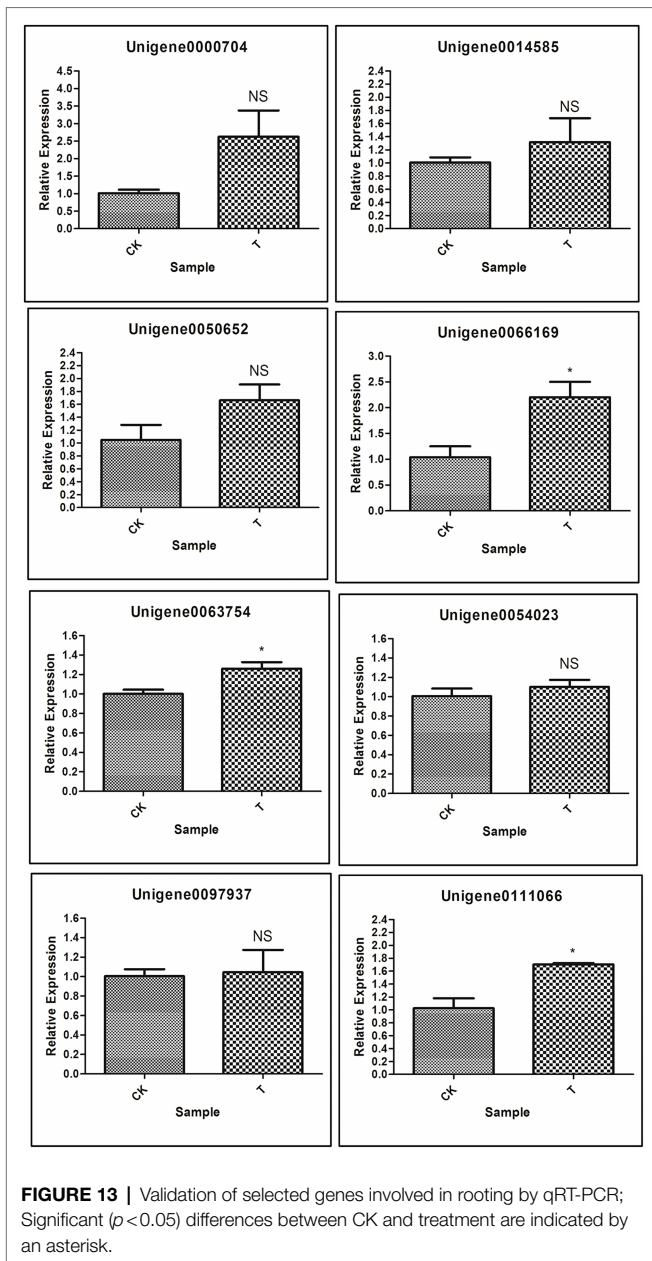 Unigene0000704
Relative Expression
4.5
4.0
3.5
3.0
2.5
2.0
1.5
1.0
0.5
0.0
NS
CK
T
Sample
Unigene0014585
Relative Expression
2.4
2.2
2.0
1.8
1.6
1.4
1.2
1.0
0.8
0.6
0.4
0.2
0.0
NS
CK
T
Sample
Unigene0050652
Relative Expression
2.4
2.2
2.0
1.8
1.6
1.4
1.2
1.0
0.8
0.6
0.4
0.2
0.0
NS
CK
T
Sample
Unigene0066169
Relative Expression
3.0
2.5
2.0
1.5
1.0
0.5
0.0
*
CK
T
Sample
Unigene0063754
Relative Expression
1.6
1.4
1.2
1.0
0.8
0.6
0.4
0.2
0.0
*
CK
T
Sample
Unigene0054023
Relative Expression
1.6
1.4
1.2
1.0
0.8
0.6
0.4
0.2
0.0
NS
CK
T
Sample
Unigene0097937
Relative Expression
1.6
1.4
1.2
1.0
0.8
0.6
0.4
0.2
0.0
NS
CK
T
Sample
Unigene0111066
Relative Expression
2.4
2.2
2.0
1.8
1.6
1.4
1.2
1.0
0.8
0.6
0.4
0.2
0.0
*
CK
T
Sample
FIGURE 13 | Validation of selected genes involved in rooting by qRT-PCR;
Significant (p<0.05) differences between CK and treatment are indicated by
an asterisk.